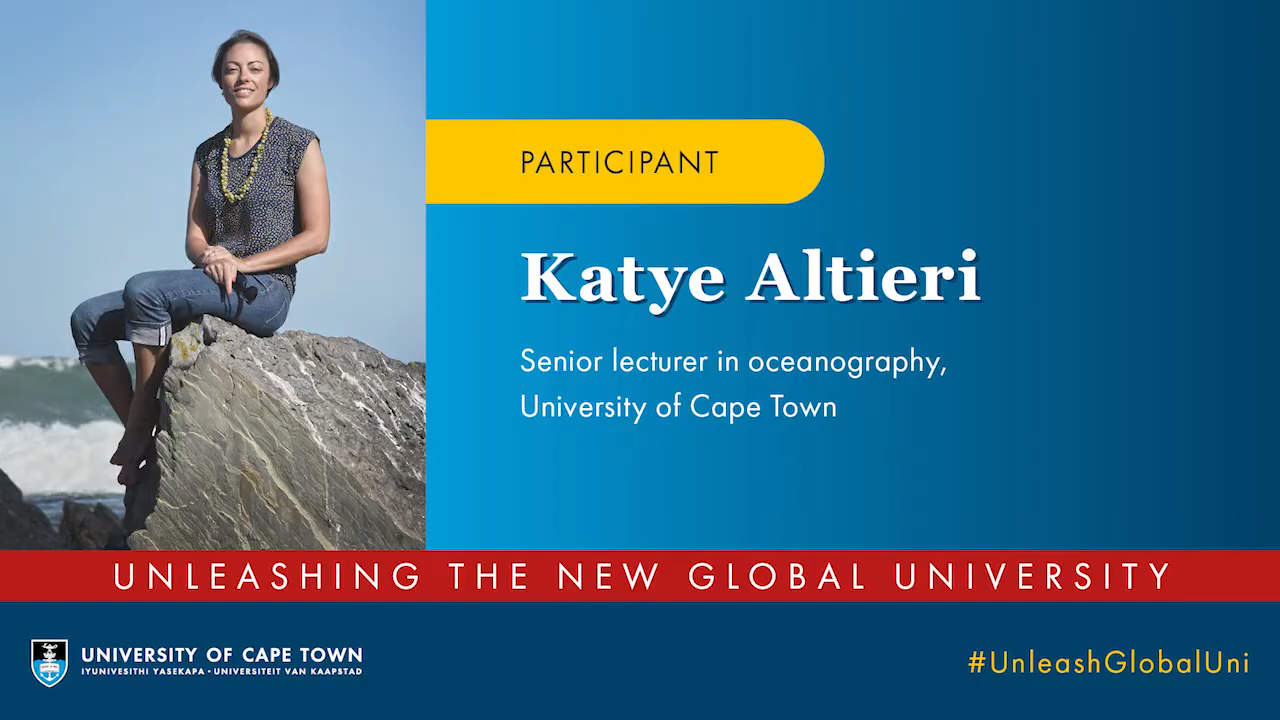 PARTICIPANT
Katye Altieri
Senior lecturer in oceanography,
University of Cape Town
UNLEASHING THE NEW GLOBAL UNIVERSITY
UNIVERSITY OF CAPE TOWN
IYUNIVESITHI YASEKAPA · UNIVERSITEIT VAN KAAPSTAD
#UnleashGlobalUni